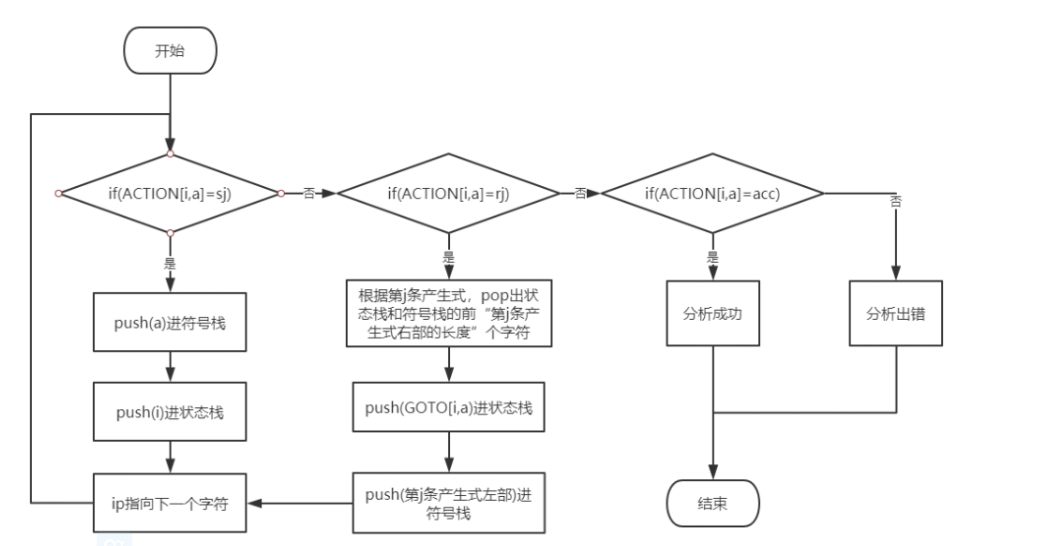 开始
if(ACTION[i,a]=sj)
否
if(ACTION[i,a]=rj)
否
if(ACTION[i,a]=acc)
否
是
是
是
push(a)进符号栈
根据第j条产生式，pop出状
态栈和符号栈的前“第j条产
生式右部的长度”个字符
分析成功
分析出错
push(i)进状态栈
push(GOTO[i,a)进状态栈
ip指向下一个字符
push(第j条产生式左部)进
符号栈
结束